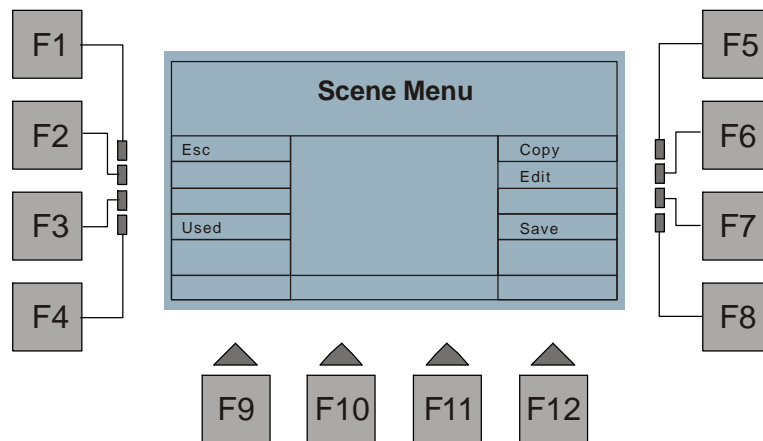 F1
F5
Scene Menu
F2
F6
Esc
Copy
Edit
F3
F7
Used
Save
F4
F8
F9
F10
F11
F12